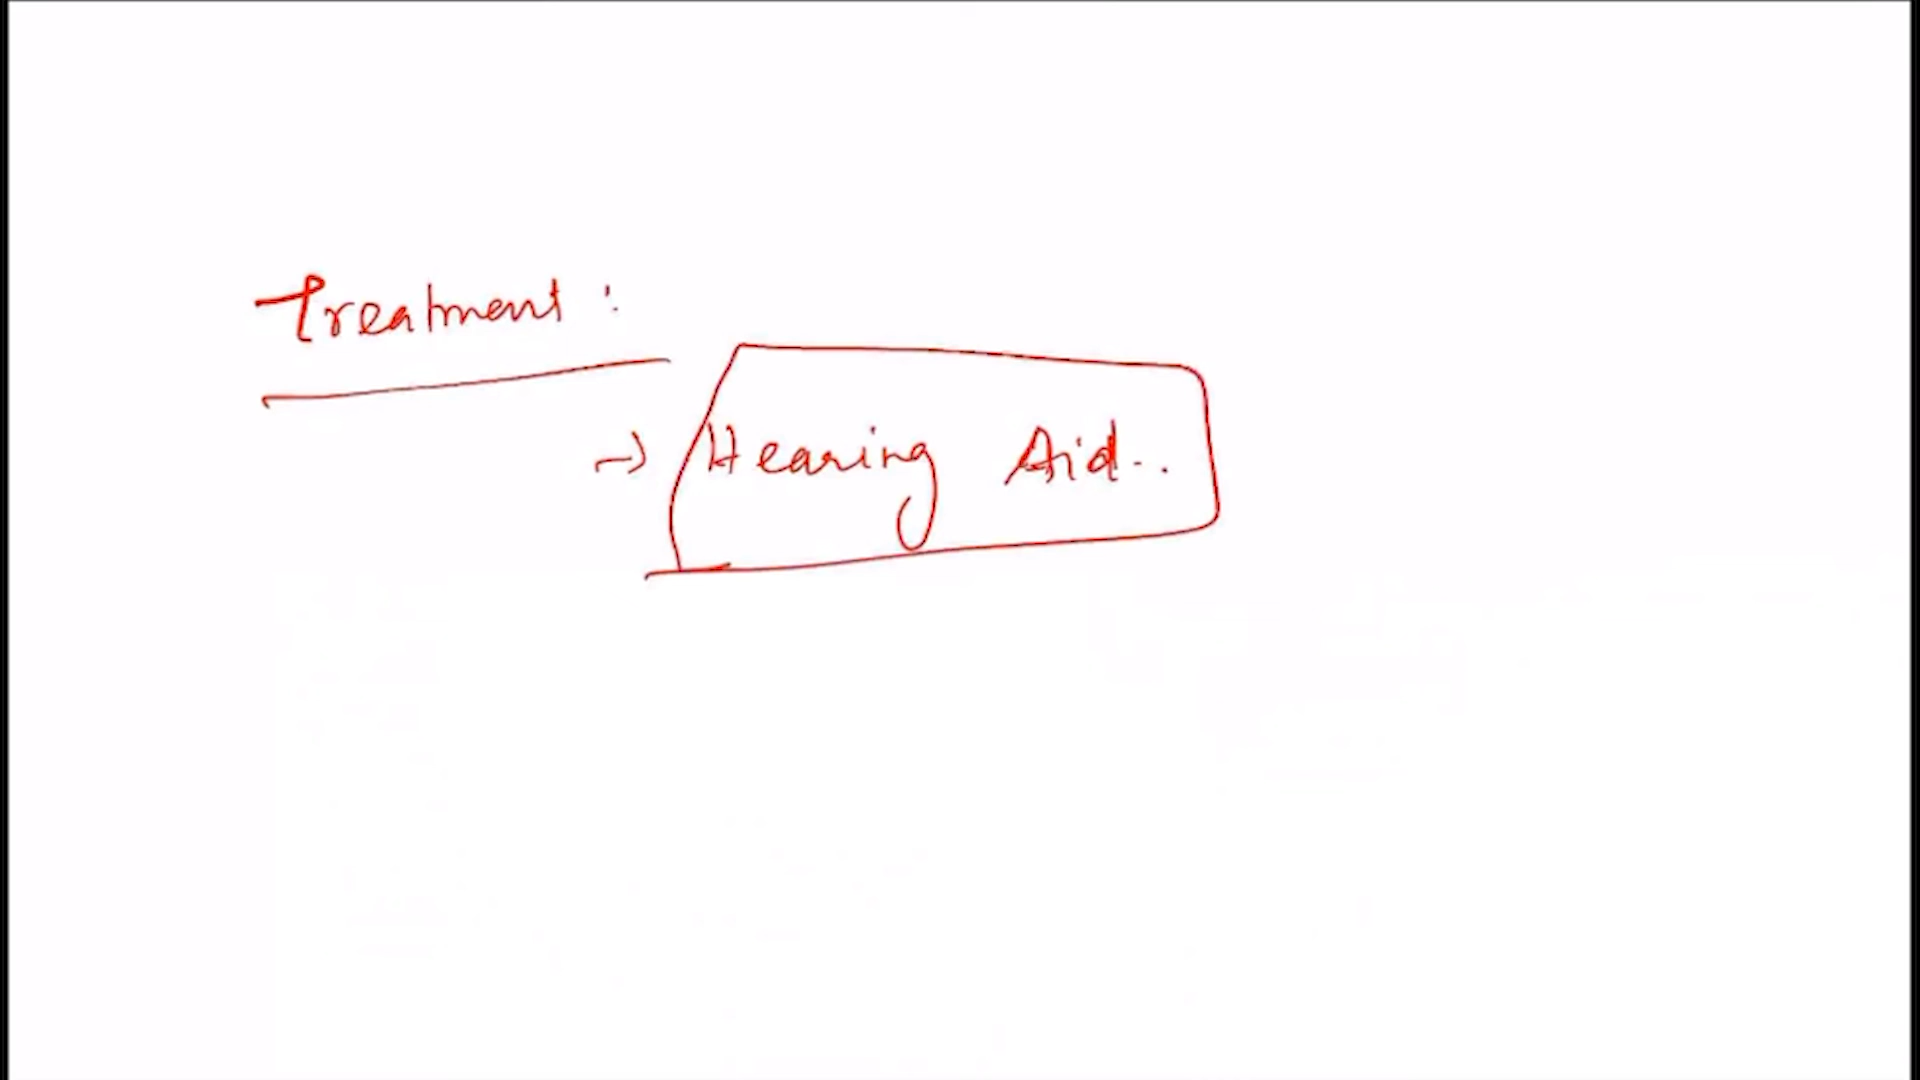 Treatment :
→ Hearing Aid..